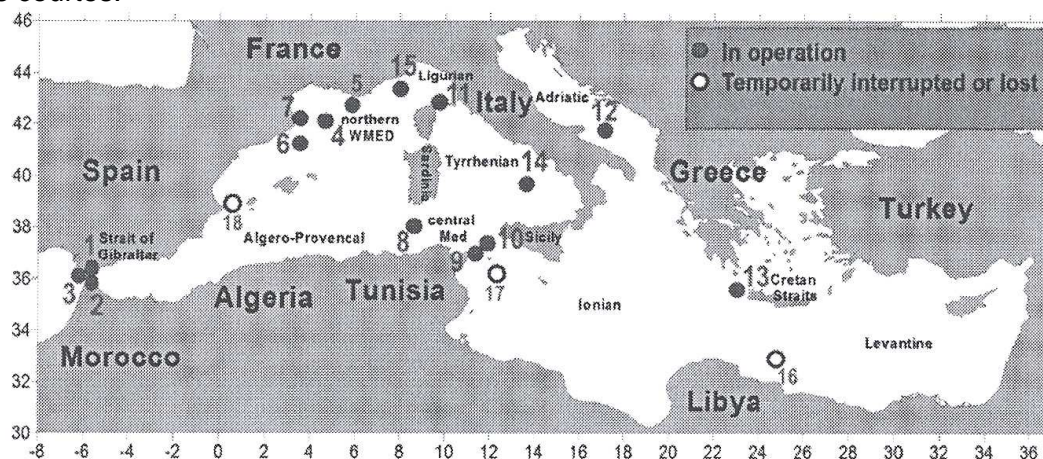 s courtes.
46
44
42
40
38
36
34
32
30
-8 -6 -4 -2 0 2 4 6 8 10 12 14 16 18 20 22 24 26 28 30 32 34 36
In operation
Temporarily interrupted or lost
France
15 Ligurian
5
11 Italy Adriatic
7
12
4 northern
WMED
6
Spain
Sardinia
Tyrrhenian 14
Greece
Turkey
18
1 Strait of
Gibraltar
Algero-Provencal
8
central
Med
10 Sicily
9
3
2
Algeria
Tunisia
17
13 Cretan
Straits
Ionian
Morocco
Levantine
16
Libya